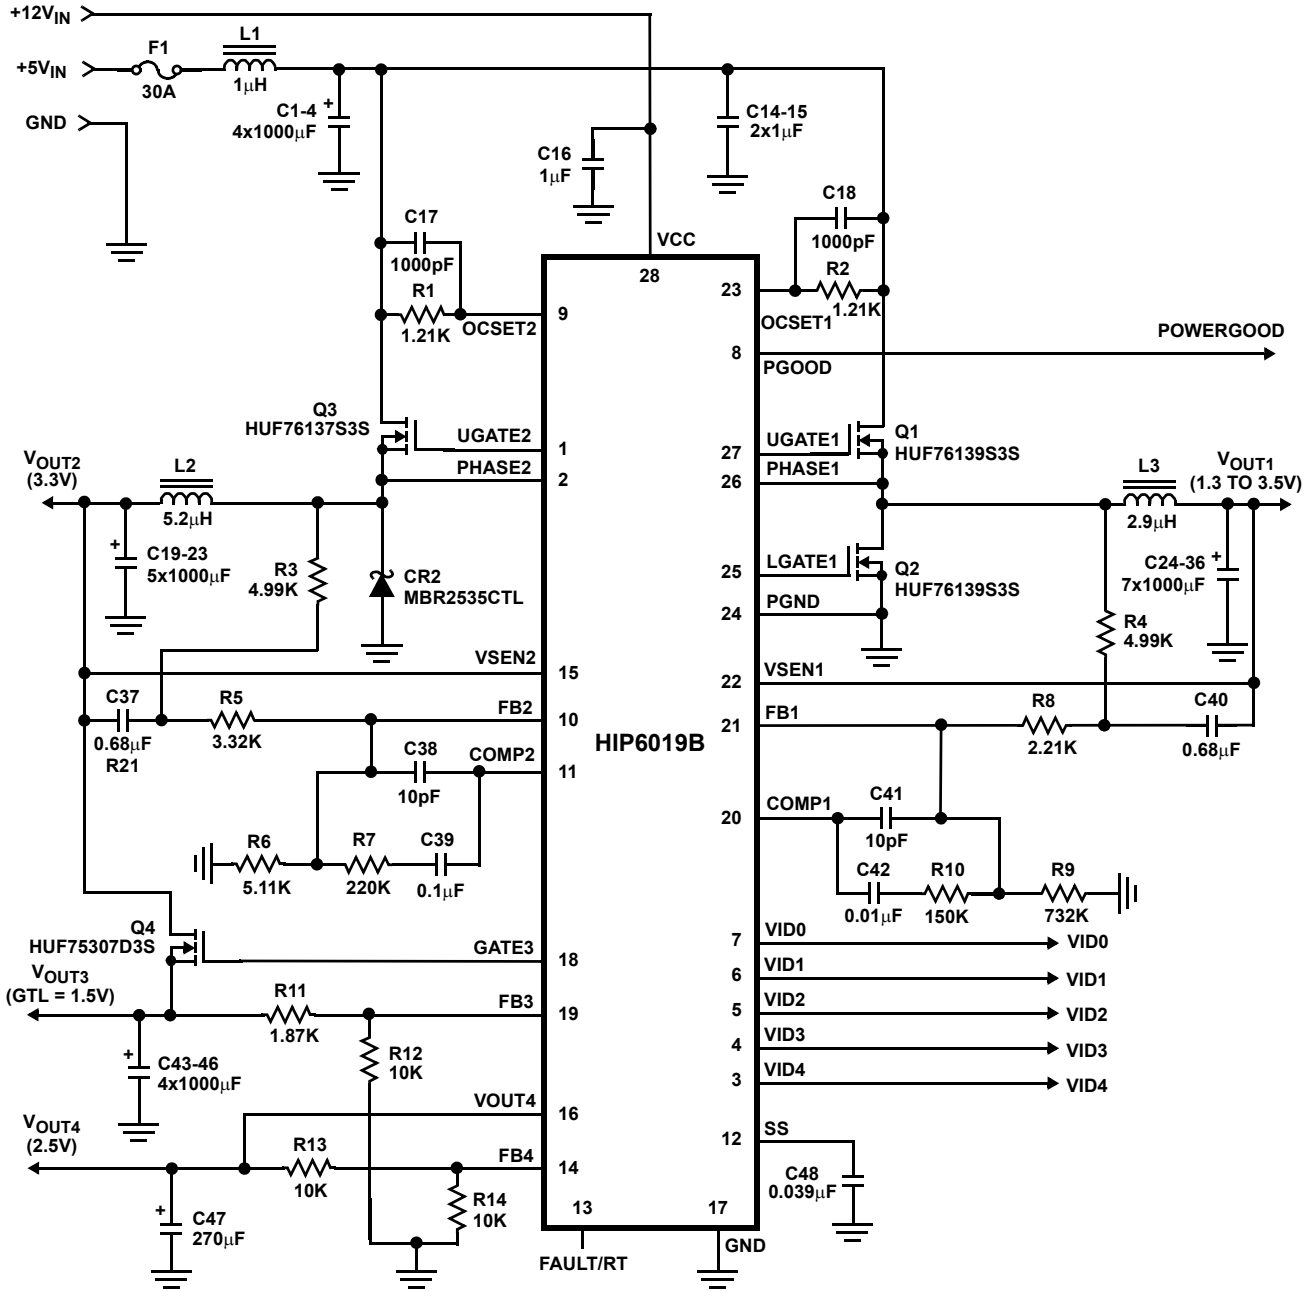 +12VIN
F1
L1
+5VIN
30A
1μH
GND
C1-4
4x1000μF
+
C14-15
2x1μF
C16
1μF
C17
1000pF
R1
1.21K
OCSET2
9
VCC
28
C18
1000pF
R2
1.21K
23
OCSET1
8
PGOOD
POWERGOOD
Q3
HUF76137S3S
UGATE2
1
PHASE2
2
27
UGATE1
Q1
HUF76139S3S
26
PHASE1
VOUT2
(3.3V)
L2
5.2μH
L3
2.9μH
VOUT1
(1.3 TO 3.5V)
+
C19-23
5x1000μF
R3
4.99K
CR2
MBR2535CTL
25
LGATE1
Q2
HUF76139S3S
24
PGND
C24-36
7x1000μF
+
R4
4.99K
VSEN2
15
22
VSEN1
C37
0.68μF
R21
R5
3.32K
FB2
10
21
FB1
R8
2.21K
C40
0.68μF
HIP6019B
C38
10pF
COMP2
11
20
COMP1
C41
10pF
R6
5.11K
R7
220K
C39
0.1μF
C42
0.01μF
R10
150K
R9
732K
Q4
HUF75307D3S
GATE3
18
7
VID0
VID0
6
VID1
VID1
5
VID2
VID2
4
VID3
VID3
3
VID4
VID4
VOUT3
(GTL = 1.5V)
R11
1.87K
FB3
19
+
C43-46
4x1000μF
R12
10K
VOUT4
16
VOUT4
(2.5V)
R13
10K
FB4
14
12
SS
C48
0.039μF
+
C47
270μF
R14
10K
13
17
FAULT/RT
GND